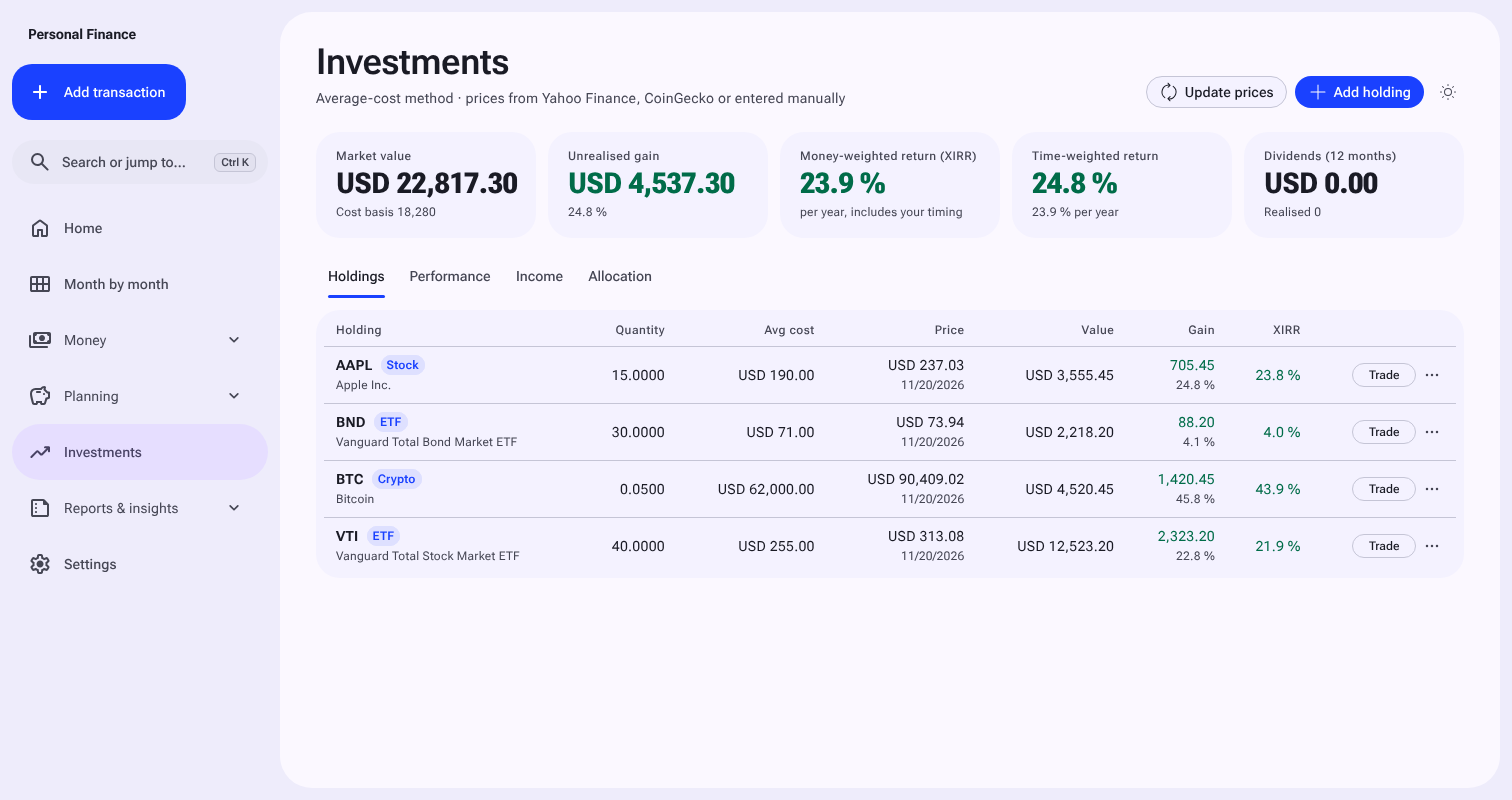 Personal Finance
Add transaction
Search or jump to... Ctrl K
Home
Month by month
Money
Planning
Investments
Reports & insights
Settings
Investments
Average-cost method · prices from Yahoo Finance, CoinGecko or entered manually
Update prices
Add holding
Market value
USD 22,817.30
Cost basis 18,280
Unrealised gain
USD 4,537.30
24.8 %
Money-weighted return (XIRR)
23.9 %
per year, includes your timing
Time-weighted return
24.8 %
23.9 % per year
Dividends (12 months)
USD 0.00
Realised 0
Holdings Performance Income Allocation
Holding Quantity Avg cost Price Value Gain XIRR
AAPL Stock 15.0000 USD 190.00 USD 237.03 USD 3,555.45 705.45 23.8 % Trade
Apple Inc. 11/20/2026 24.8 %
BND ETF 30.0000 USD 71.00 USD 73.94 USD 2,218.20 88.20 4.0 % Trade
Vanguard Total Bond Market ETF 11/20/2026 4.1 %
BTC Crypto 0.0500 USD 62,000.00 USD 90,409.02 USD 4,520.45 1,420.45 43.9 % Trade
Bitcoin 11/20/2026 45.8 %
VTI ETF 40.0000 USD 255.00 USD 313.08 USD 12,523.20 2,323.20 21.9 % Trade
Vanguard Total Stock Market ETF 11/20/2026 22.8 %